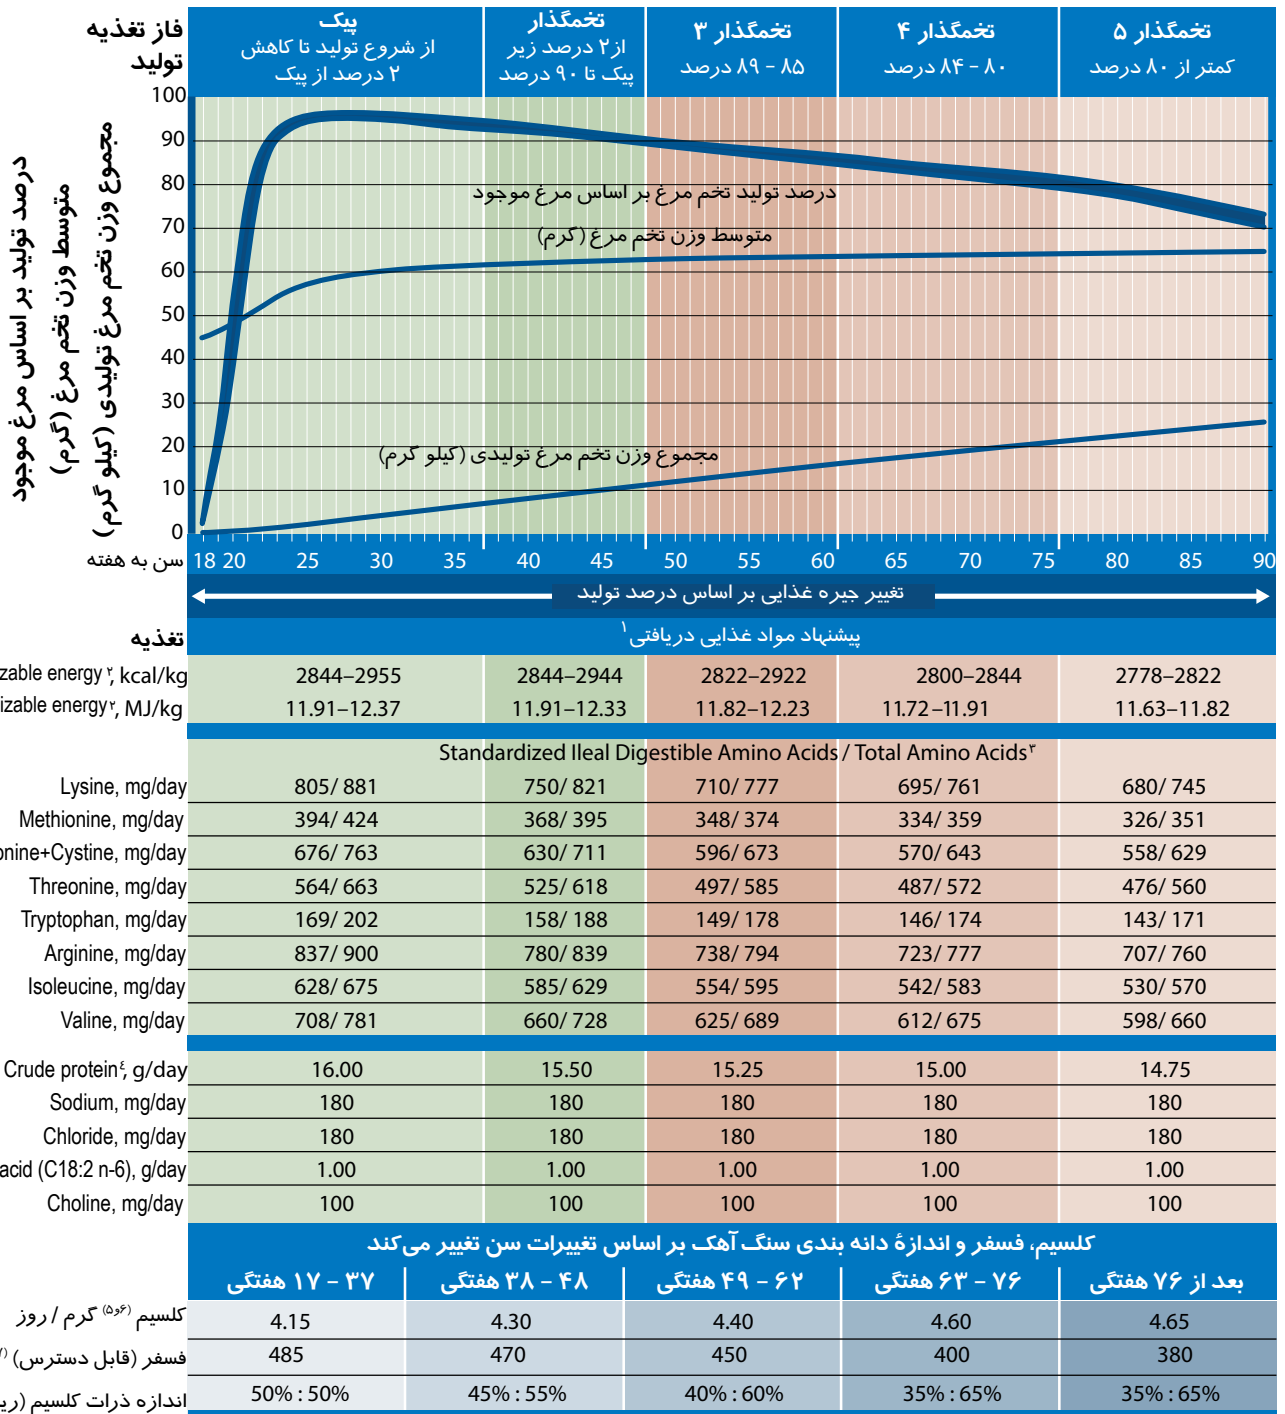 فاز تغذیه
تولید
پیک
از شروع تولید تا کاهش
۲ درصد از پیک
تخمگذار
از۲ درصد زیر
پیک تا ۹۰ درصد
تخمگذار ۳
۸۵ - ۸۹ درصد
تخمگذار ۴
۸۰ - ۸۴ درصد
تخمگذار ۵
کمتر از ۸۰ درصد
درصد تولید بر اساس مرغ موجود
متوسط وزن تخم مرغ (گرم)
مجموع وزن تخم مرغ تولیدی (کیلو گرم)
100
90
80
70
60
50
40
30
20
10
0
درصد تولید تخم مرغ بر اساس مرغ موجود
متوسط وزن تخم مرغ (گرم)
مجموع وزن تخم مرغ تولیدی (کیلو گرم)
سن به هفته 18 20 25 30 35 40 45 50 55 60 65 70 75 80 85 90
تغییر جیره غذایی بر اساس درصد تولید
تغذیه
پیشنهاد مواد غذایی دریافتی۱
zable energy ۲, kcal/kg 2844–2955 2844–2944 2822–2922 2800–2844 2778–2822
izable energy۲, MJ/kg 11.91–12.37 11.91–12.33 11.82–12.23 11.72–11.91 11.63–11.82
Standardized Ileal Digestible Amino Acids / Total Amino Acids۳
Lysine, mg/day 805/ 881 750/ 821 710/ 777 695/ 761 680/ 745
Methionine, mg/day 394/ 424 368/ 395 348/ 374 334/ 359 326/ 351
onine+Cystine, mg/day 676/ 763 630/ 711 596/ 673 570/ 643 558/ 629
Threonine, mg/day 564/ 663 525/ 618 497/ 585 487/ 572 476/ 560
Tryptophan, mg/day 169/ 202 158/ 188 149/ 178 146/ 174 143/ 171
Arginine, mg/day 837/ 900 780/ 839 738/ 794 723/ 777 707/ 760
Isoleucine, mg/day 628/ 675 585/ 629 554/ 595 542/ 583 530/ 570
Valine, mg/day 708/ 781 660/ 728 625/ 689 612/ 675 598/ 660
Crude protein٤, g/day 16.00 15.50 15.25 15.00 14.75
Sodium, mg/day 180 180 180 180 180
Chloride, mg/day 180 180 180 180 180
acid (C18:2 n-6), g/day 1.00 1.00 1.00 1.00 1.00
Choline, mg/day 100 100 100 100 100
کلسیم، فسفر و اندازهٔ دانه بندی سنگ آهک بر اساس تغییرات سن تغییر می‌کند
۱۷ - ۳۷ هفتگی
۳۸ - ۴۸ هفتگی
۴۹ - ۶۲ هفتگی
۶۳ - ۷۶ هفتگی
بعد از ۷۶ هفتگی
کلسیم (۵و۶) گرم / روز 4.15 4.30 4.40 4.60 4.65
فسفر (قابل دسترس) 485 470 450 400 380
اندازه ذرات کلسیم (ری 50% : 50% 45% : 55% 40% : 60% 35% : 65% 35% : 65%